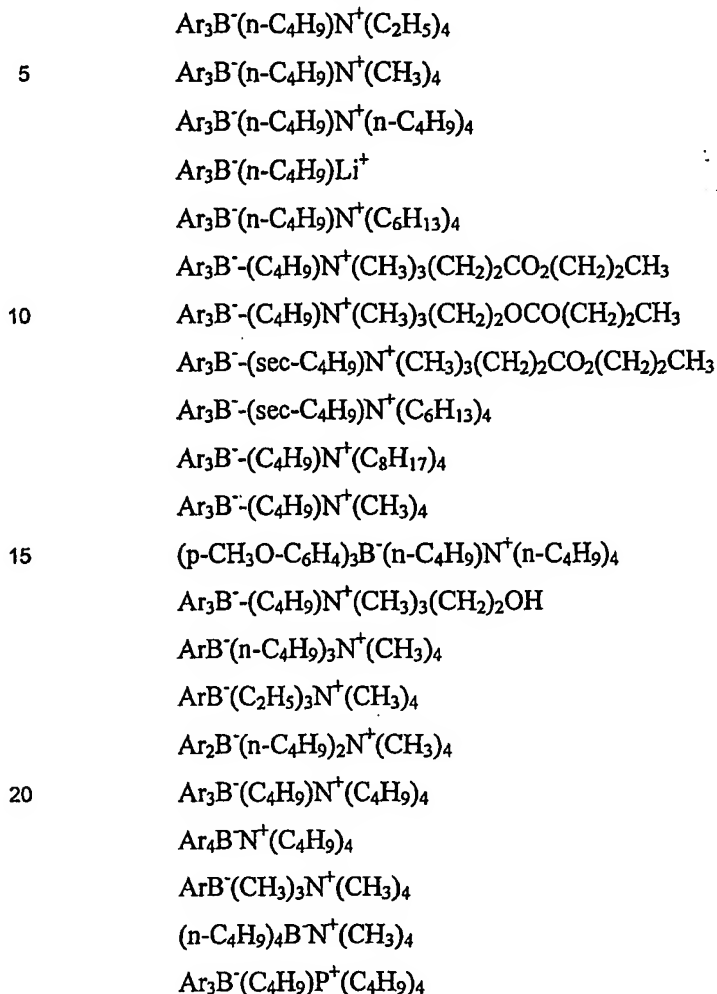 Ar₃B⁻(n-C₄H₉)N⁺(C₂H₅)₄
5 Ar₃B⁻(n-C₄H₉)N⁺(CH₃)₄
Ar₃B⁻(n-C₄H₉)N⁺(n-C₄H₉)₄
Ar₃B⁻(n-C₄H₉)Li⁺
Ar₃B⁻(n-C₄H₉)N⁺(C₆H₁₃)₄
Ar₃B⁻-(C₄H₉)N⁺(CH₃)₃(CH₂)₂CO₂(CH₂)₂CH₃
10 Ar₃B⁻-(C₄H₉)N⁺(CH₃)₃(CH₂)₂OCO(CH₂)₂CH₃
Ar₃B⁻-(sec-C₄H₉)N⁺(CH₃)₃(CH₂)₂CO₂(CH₂)₂CH₃
Ar₃B⁻-(sec-C₄H₉)N⁺(C₆H₁₃)₄
Ar₃B⁻-(C₄H₉)N⁺(C₈H₁₇)₄
Ar₃B⁻-(C₄H₉)N⁺(CH₃)₄
15 (p-CH₃O-C₆H₄)₃B⁻(n-C₄H₉)N⁺(n-C₄H₉)₄
Ar₃B⁻-(C₄H₉)N⁺(CH₃)₃(CH₂)₂OH
ArB⁻(n-C₄H₉)₃N⁺(CH₃)₄
ArB⁻(C₂H₅)₃N⁺(CH₃)₄
Ar₂B⁻(n-C₄H₉)₂N⁺(CH₃)₄
20 Ar₃B⁻(C₄H₉)N⁺(C₄H₉)₄
Ar₄B⁻N⁺(C₄H₉)₄
ArB⁻(CH₃)₃N⁺(CH₃)₄
(n-C₄H₉)₄B⁻N⁺(CH₃)₄
Ar₃B⁻(C₄H₉)P⁺(C₄H₉)₄